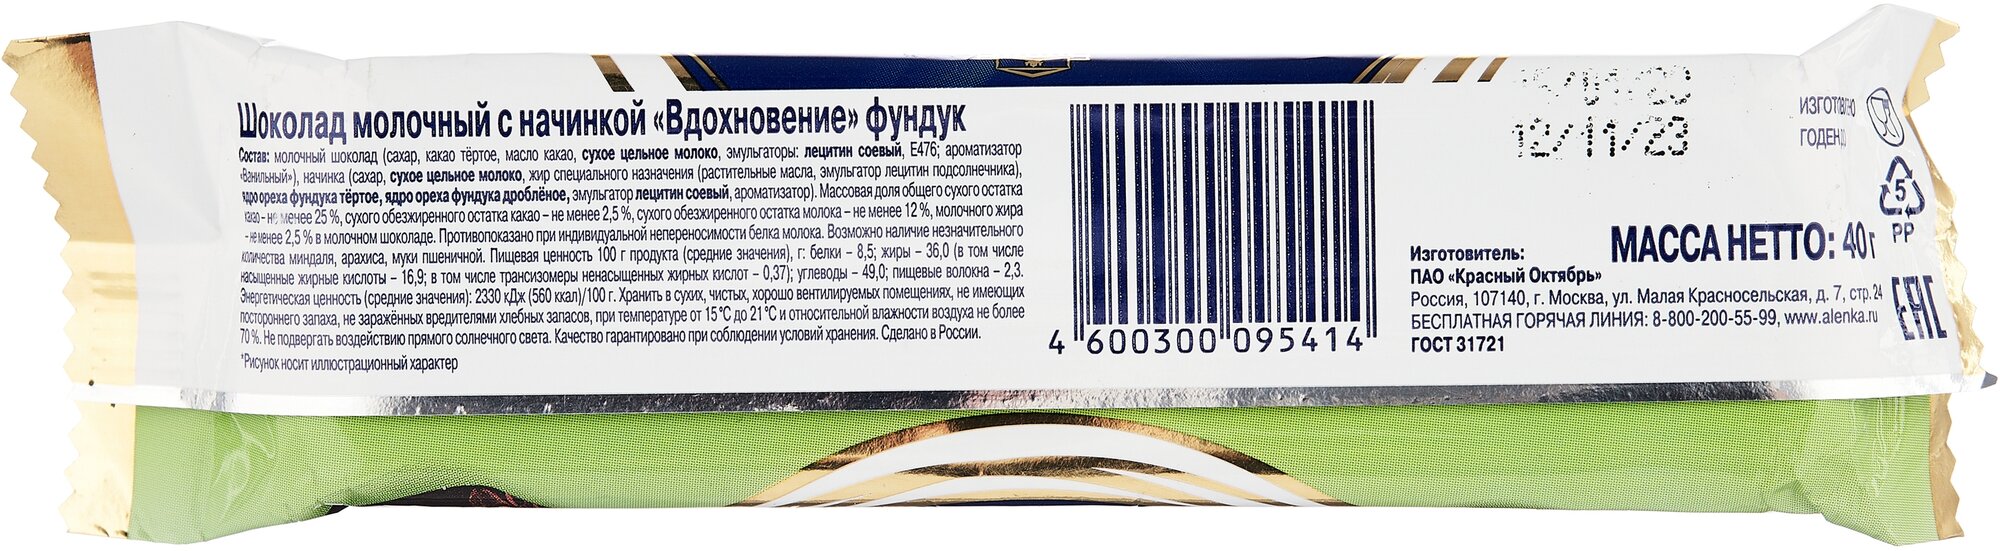 Шоколад молочный с начинкой «Вдохновение» фундук
Состав: молочный шоколад (сахар, какао тёртое, масло какао, сухое цельное молоко, эмульгаторы: лецитин соевый, Е476; ароматизатор
«Ванильный»), начинка (сахар, сухое цельное молоко, жир специального назначения (растительные масла, эмульгатор лецитин подсолнечника),
ядро ореха фундука тёртое, ядро ореха фундука дроблёное, эмульгатор лецитин соевый, ароматизатор). Массовая доля общего сухого остатка
какао – не менее 25 %, сухого обезжиренного остатка какао – не менее 2,5 %, сухого обезжиренного остатка молока – не менее 12 %, молочного жира
– не менее 2,5 % в молочном шоколаде. Противопоказано при индивидуальной непереносимости белка молока. Возможно наличие незначительного
количества миндаля, арахиса, муки пшеничной. Пищевая ценность 100 г продукта (средние значения), г: белки – 8,5; жиры – 36,0 (в том числе
насыщенные жирные кислоты – 16,9; в том числе трансизомеры ненасыщенных жирных кислот – 0,37); углеводы – 49,0; пищевые волокна – 2,3.
Энергетическая ценность (средние значения): 2330 кДж (560 ккал)/100 г. Хранить в сухих, чистых, хорошо вентилируемых помещениях, не имеющих
постороннего запаха, не заражённых вредителями хлебных запасов, при температуре от 15 °С до 21 °С и относительной влажности воздуха не более
70 %. Не подвергать воздействию прямого солнечного света. Качество гарантировано при соблюдении условий хранения. Сделано в России.
*Рисунок носит иллюстрационный характер
4 600300 095414
12/11/23
ИЗГОТОВЛЕНО
ГОДЕН ДО
5
PP
МАССА НЕТТО: 40 г
Изготовитель:
ПАО «Красный Октябрь»
Россия, 107140, г. Москва, ул. Малая Красносельская, д. 7, стр. 24
БЕСПЛАТНАЯ ГОРЯЧАЯ ЛИНИЯ: 8-800-200-55-99, www.alenka.ru
ГОСТ 31721
EAC